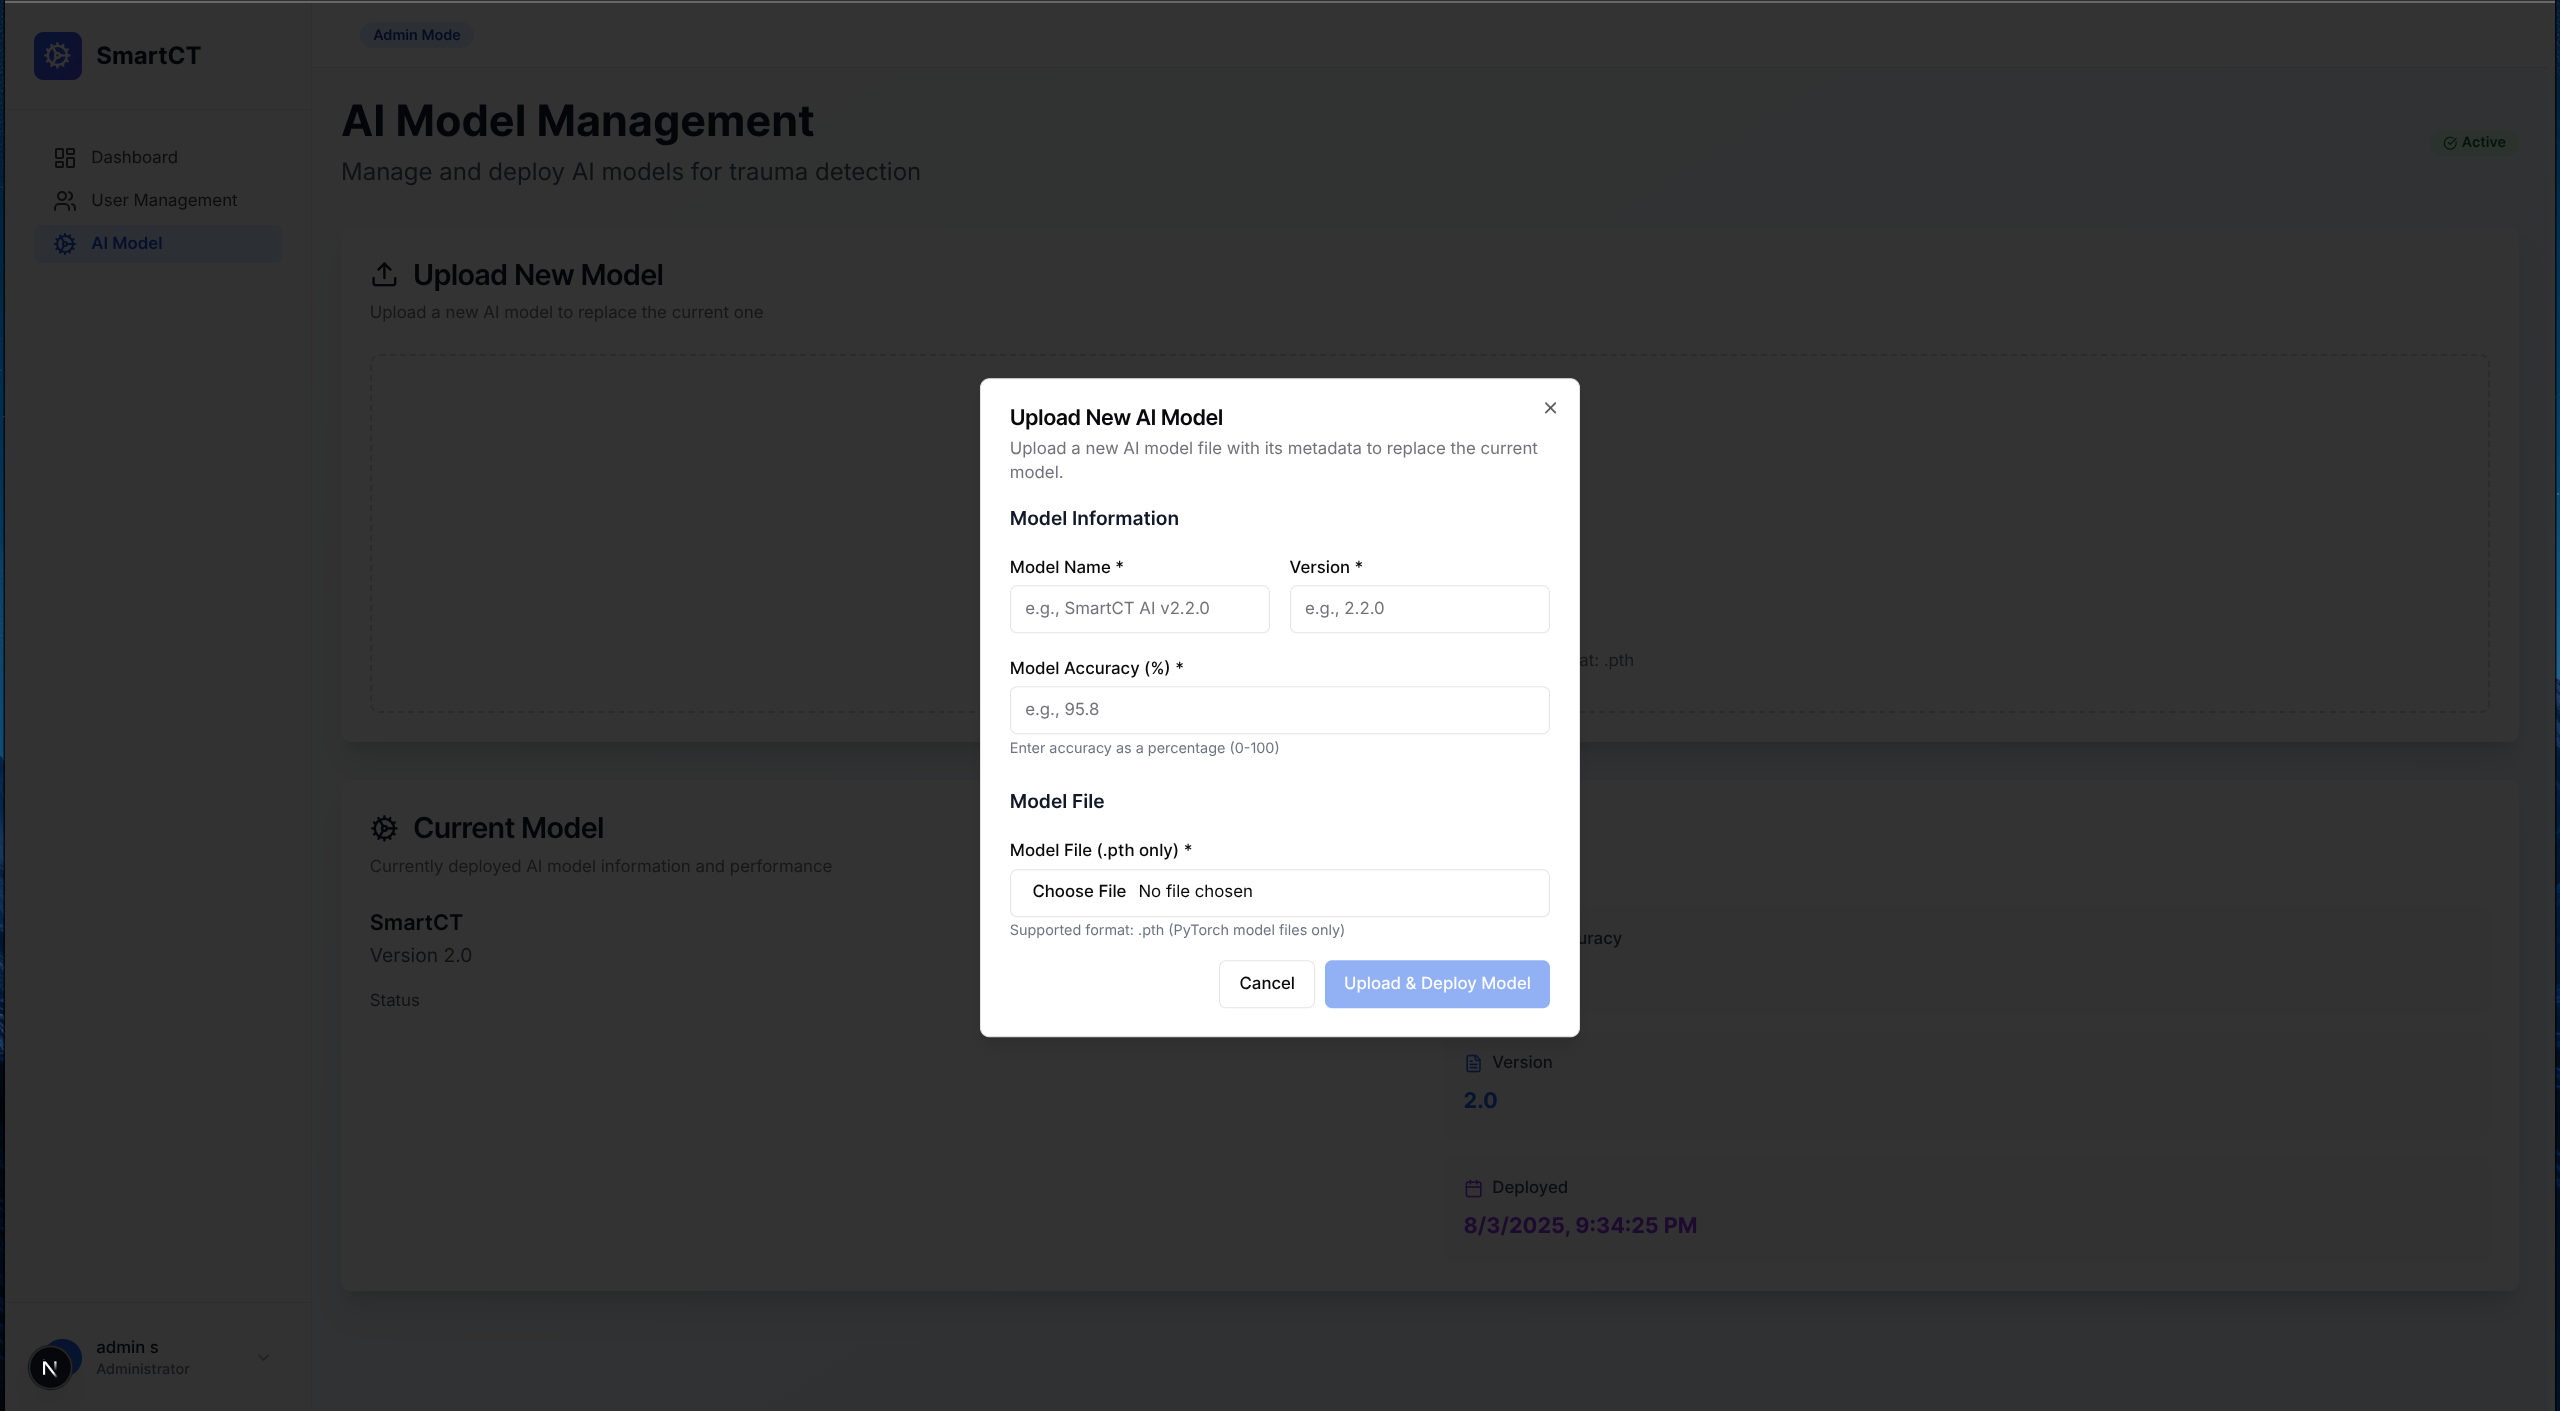 SmartCT
Admin Mode
Dashboard
User Management
AI Model
AI Model Management
Manage and deploy AI models for trauma detection
Active
Upload New Model
Upload a new AI model to replace the current one
at: .pth
Upload New AI Model
Upload a new AI model file with its metadata to replace the current
model.
Model Information
Model Name *
Version *
e.g., SmartCT AI v2.2.0
e.g., 2.2.0
Model Accuracy (%) *
e.g., 95.8
Enter accuracy as a percentage (0-100)
Model File
Model File (.pth only) *
Choose File No file chosen
Supported format: .pth (PyTorch model files only)
Cancel
Upload & Deploy Model
Current Model
Currently deployed AI model information and performance
SmartCT
Version 2.0
Status
uracy
Version
2.0
Deployed
8/3/2025, 9:34:25 PM
admin s
Administrator
N